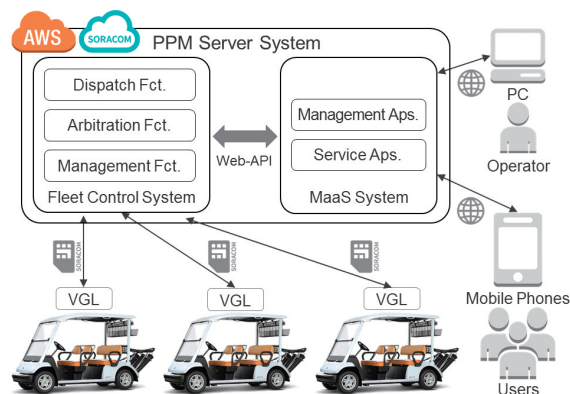 AWS
SORACOM
PPM Server System
Dispatch Fct.
Arbitration Fct.
Management Fct.
Fleet Control System
Web-API
Management Aps.
Service Aps.
MaaS System
PC
Operator
Mobile Phones
Users
SORACOM
SORACOM
SORACOM
VGL
VGL
VGL